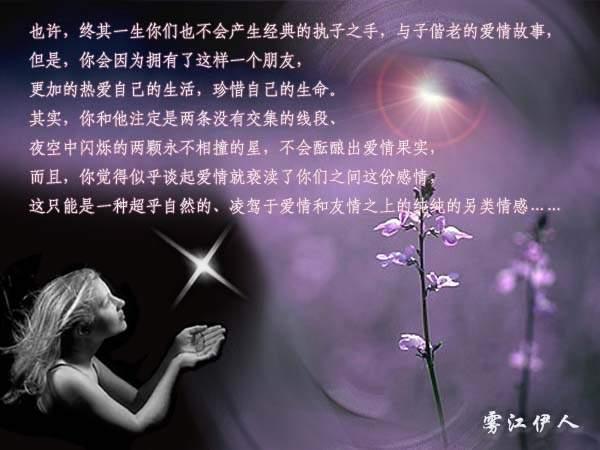 也许，终其一生你们也不会产生经典的执子之手，与子偕老的爱情故事，
但是，你会因为拥有了这样一个朋友，
更加的热爱自己的生活，珍惜自己的生命。
其实，你和他注定是两条没有交集的线段、
夜空中闪烁的两颗永不相撞的星，不会酝酿出爱情果实，
而且，你觉得似乎谈起爱情就亵渎了你们之间这份感情。
这只能是一种超乎自然的、凌驾于爱情和友情之上的纯纯的另类情感……
雾江伊人